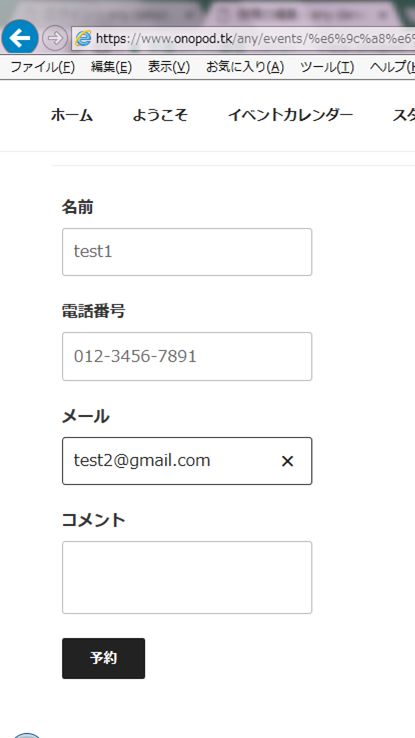 https://www.onopod.tk/any/events/%e6%9c%a8%e6%
ファイル(F) 編集(E) 表示(V) お気に入り(A) ツール(T) ヘルプ(H
ホーム ようこそ イベントカレンダー スタ
名前
test1
電話番号
012-3456-7891
メール
test2@gmail.com
コメント
予約